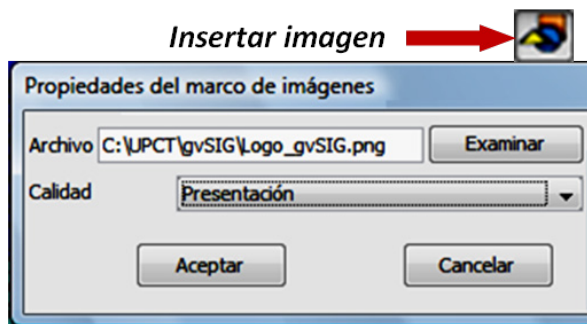 Insertar imagen
Propiedades del marco de imágenes
Archivo C:\UPCT\gvSIG\Logo_gvSIG.png Examinar
Calidad Presentación
Aceptar Cancelar